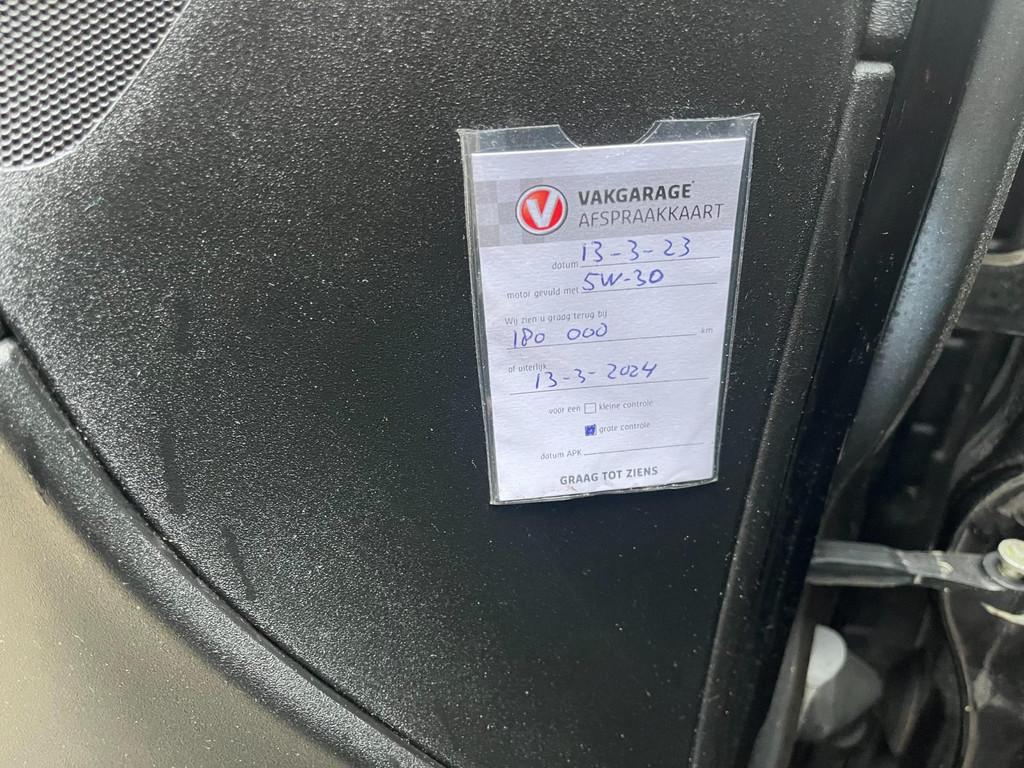 V VAKGARAGE
AFSPRAAKKAART
datum 13-3-23
motor gevuld met 5W-30
Wij zien u graag terug bij
180 000 km
of uiterlijk
13-3-2024
voor een kleine controle
grote controle
datum APK
GRAAG TOT ZIENS